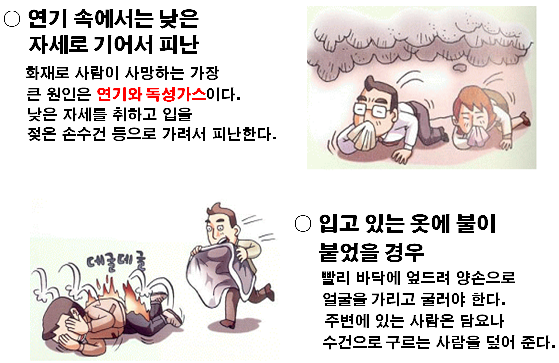 ○ 연기 속에서는 낮은
자세로 기어서 피난
화재로 사람이 사망하는 가장
큰 원인은 연기와 독성가스이다.
낮은 자세를 취하고 입을
젖은 손수건 등으로 가려서 피난한다.
데굴데굴
○ 입고 있는 옷에 불이
붙었을 경우
빨리 바닥에 엎드려 양손으로
얼굴을 가리고 굴러야 한다.
주변에 있는 사람은 담요나
수건으로 구르는 사람을 덮어 준다.